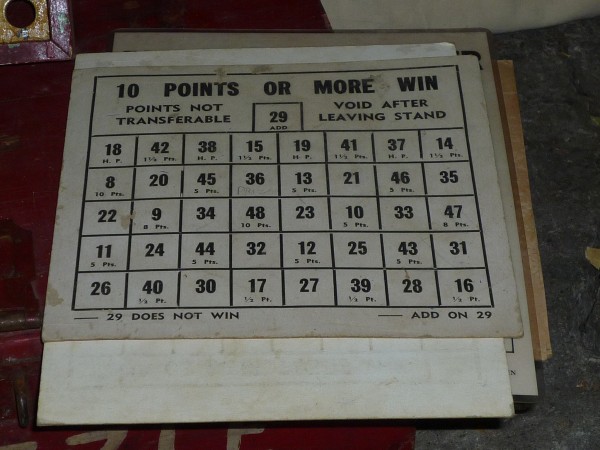 10 POINTS OR MORE WIN
POINTS NOT TRANSFERABLE
29
ADD
VOID AFTER LEAVING STAND
18 42 38 15 19 41 37 14
H. P. 1½ Pts. H. P. 1½ Pts. H. P. 1½ Pts. H. P. 1½ Pts.
8 20 45 36 13 21 46 35
10 Pts. 5 Pts. 5 Pts. 5 Pts.
22 9 34 48 23 10 33 47
8 Pts. 10 Pts. 5 Pts. 8 Pts.
11 24 44 32 12 25 43 31
5 Pts. 5 Pts. 5 Pts. 5 Pts.
26 40 30 17 27 39 28 16
½ Pt. ½ Pt. ½ Pt. ½ Pt.
29 DOES NOT WIN ADD ON 29